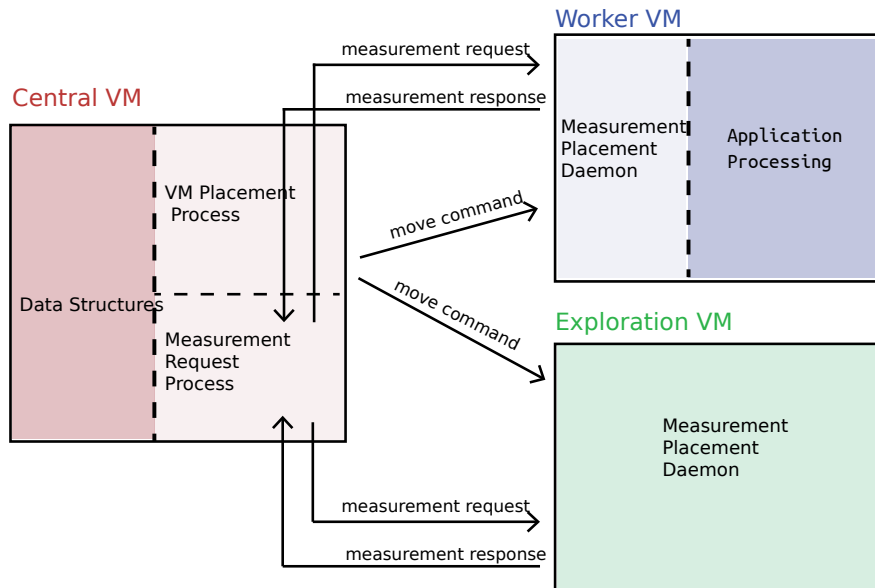 Worker VM
measurement request
Central VM
measurement response
Measurement
Placement
Daemon
Application
Processing
VM Placement
Process
move command
Data Structures
move command
Exploration VM
Measurement
Request
Process
Measurement
Placement
Daemon
measurement request
measurement response